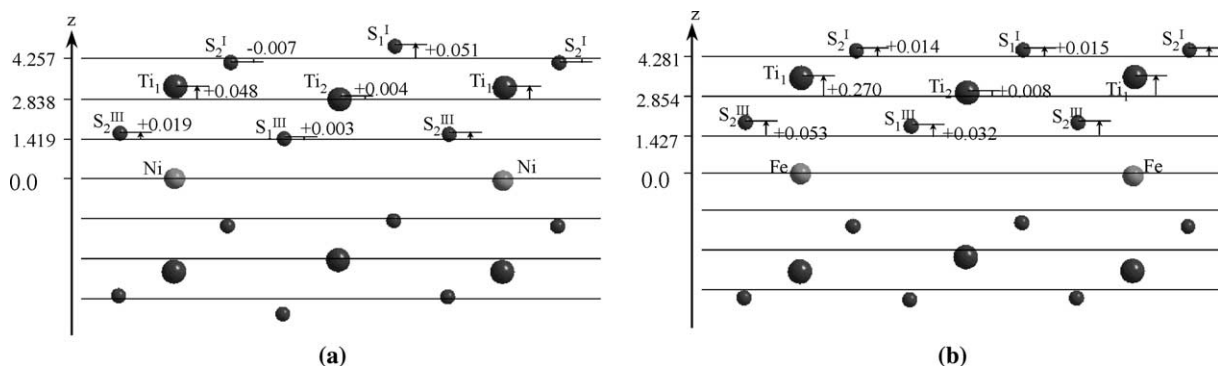 z
S₂ᴵ -0.007
S₁ᴵ
+0.051
S₂ᴵ
4.257
Ti₁
+0.048
Ti₂
+0.004
Ti₁
2.838
S₂ᴵᴵᴵ +0.019
S₁ᴵᴵᴵ +0.003
S₂ᴵᴵᴵ
1.419
Ni
Ni
0.0
(a)
z
S₂ᴵ
+0.014
S₁ᴵ
+0.015
S₂ᴵ
4.281
Ti₁
+0.270
Ti₂
+0.008
Ti₁
2.854
S₂ᴵᴵᴵ
+0.053
S₁ᴵᴵᴵ
+0.032
S₂ᴵᴵᴵ
1.427
Fe
Fe
0.0
(b)